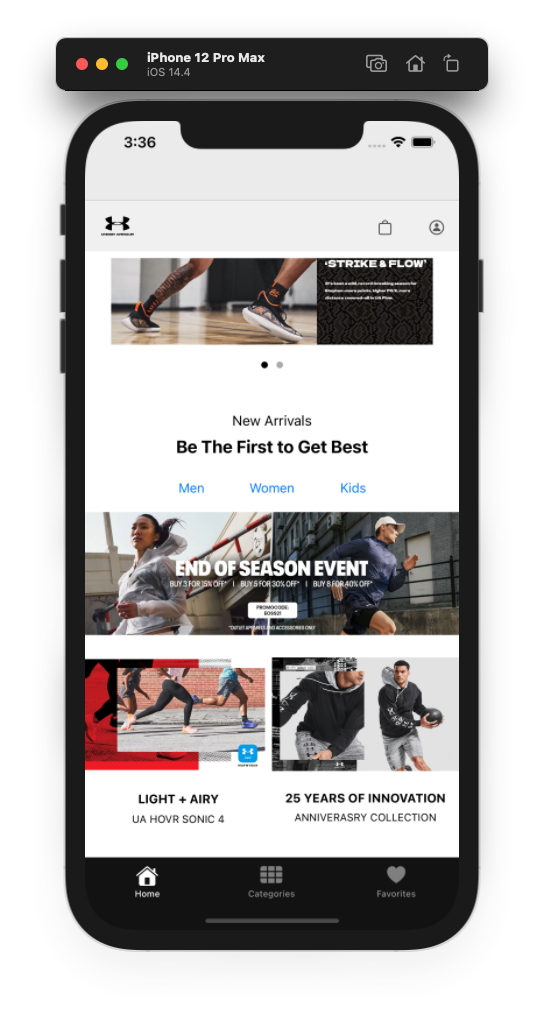 iPhone 12 Pro Max
iOS 14.4
3:36
UNDER ARMOUR
'STRIKE & FLOW'
New Arrivals
Be The First to Get Best
Men Women Kids
END OF SEASON EVENT
BUY 3 FOR 15% OFF* | BUY 5 FOR 30% OFF* | BUY 8 FOR 40% OFF*
PROMOCODE:
EOSS21
*OUTLET APPAREL AND ACCESSORIES ONLY
LIGHT + AIRY
UA HOVR SONIC 4
25 YEARS OF INNOVATION
ANNIVERASRY COLLECTION
Home Categories Favorites